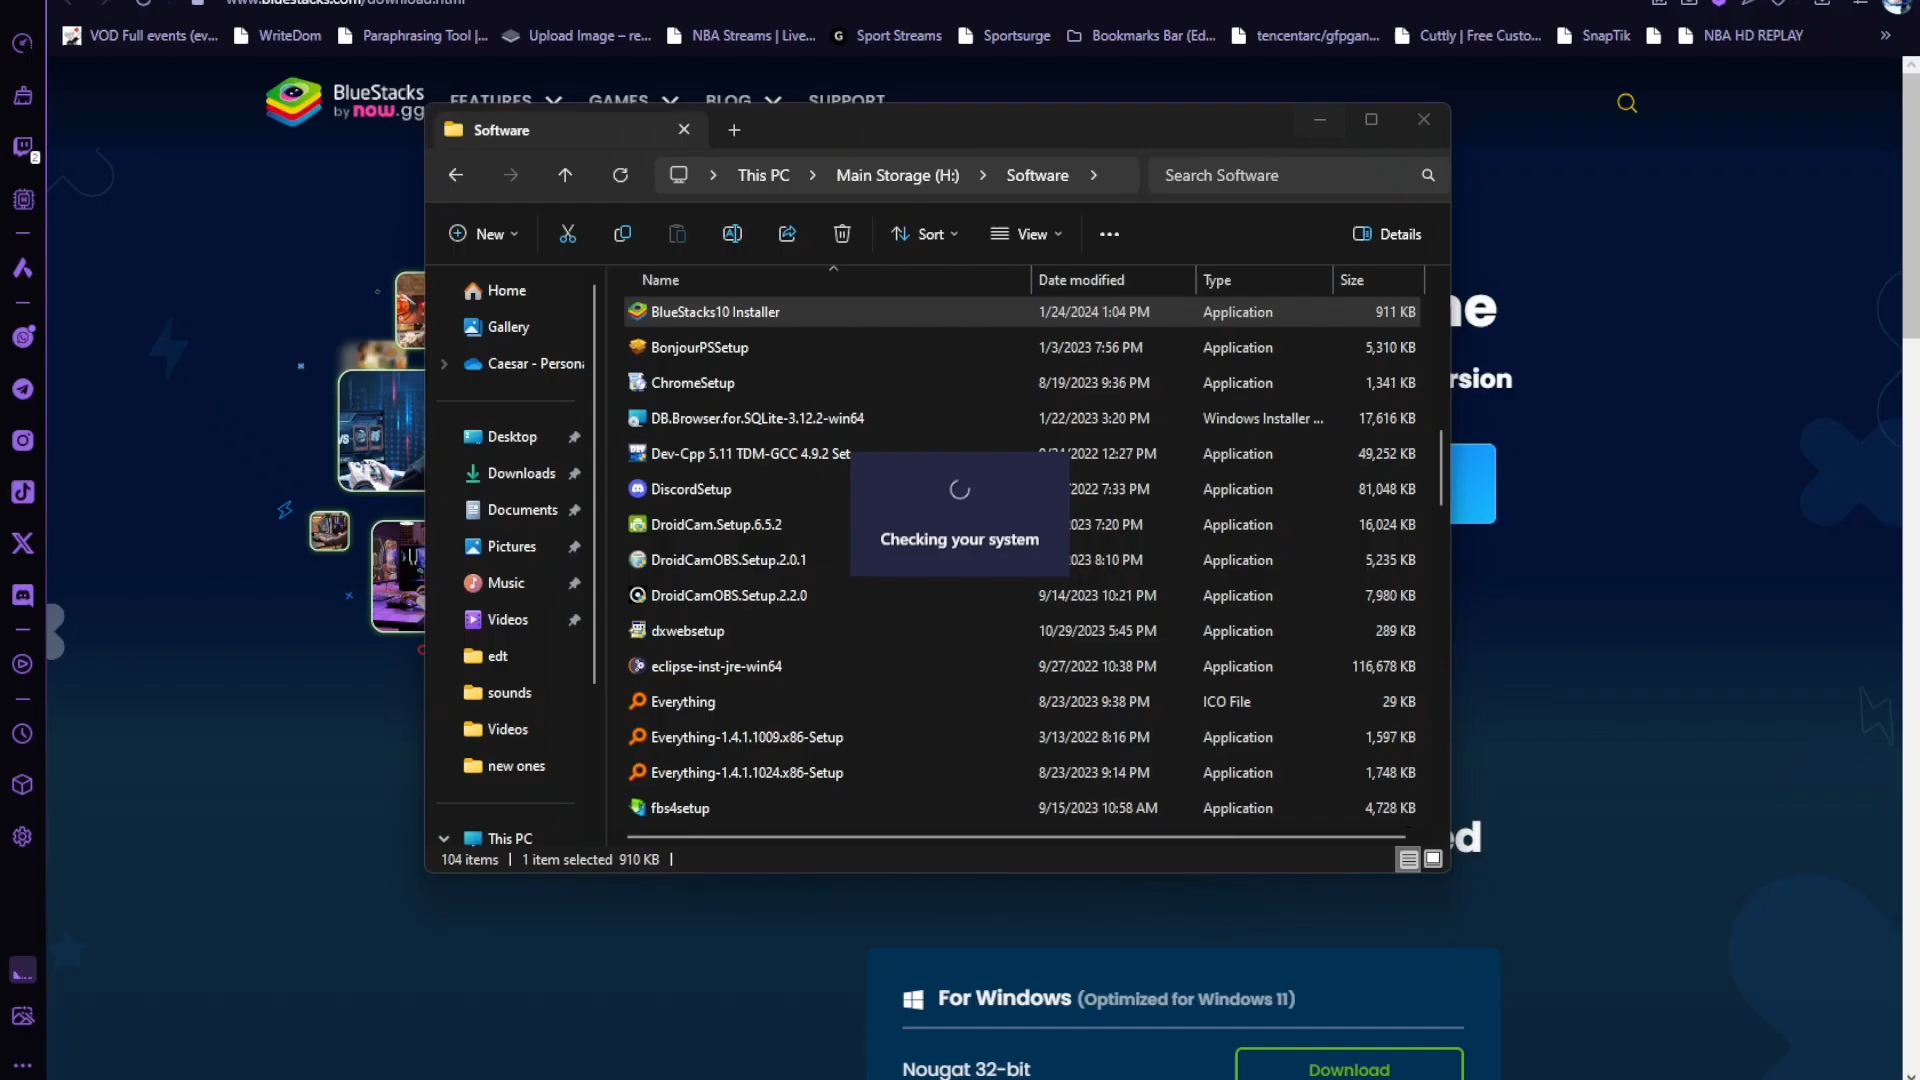 www.bluestacks.com/download.html
VOD Full events (ev... WriteDom Paraphrasing Tool |... Upload Image – re... NBA Streams | Live... G Sport Streams Sportsurge Bookmarks Bar (Ed... tencentarc/gfpgan... Cuttly | Free Custo... SnapTik NBA HD REPLAY »
BlueStacks
by now.gg
FEATURES GAMES BLOG SUPPORT
2
Software
This PC > Main Storage (H:) > Software >
Search Software
New Sort View Details
Name Date modified Type Size
BlueStacks10 Installer 1/24/2024 1:04 PM Application 911 KB
BonjourPSSetup 1/3/2023 7:56 PM Application 5,310 KB
ChromeSetup 8/19/2023 9:36 PM Application 1,341 KB
DB.Browser.for.SQLite-3.12.2-win64 1/22/2023 3:20 PM Windows Installer ... 17,616 KB
Dev-Cpp 5.11 TDM-GCC 4.9.2 Set 12:27 PM Application 49,252 KB
DiscordSetup /2022 7:33 PM Application 81,048 KB
DroidCam.Setup.6.5.2 023 7:20 PM Application 16,024 KB
DroidCamOBS.Setup.2.0.1 023 8:10 PM Application 5,235 KB
DroidCamOBS.Setup.2.2.0 9/14/2023 10:21 PM Application 7,980 KB
dxwebsetup 10/29/2023 5:45 PM Application 289 KB
eclipse-inst-jre-win64 9/27/2022 10:38 PM Application 116,678 KB
Everything 8/23/2023 9:38 PM ICO File 29 KB
Everything-1.4.1.1009.x86-Setup 3/13/2022 8:16 PM Application 1,597 KB
Everything-1.4.1.1024.x86-Setup 8/23/2023 9:14 PM Application 1,748 KB
fbs4setup 9/15/2023 10:58 AM Application 4,728 KB
Home
Gallery
Caesar - Persona
Desktop
Downloads
Documents
Pictures
Music
Videos
edt
sounds
Videos
new ones
This PC
104 items | 1 item selected 910 KB |
Checking your system
ne
rsion
ed
For Windows (Optimized for Windows 11)
Nougat 32-bit Download